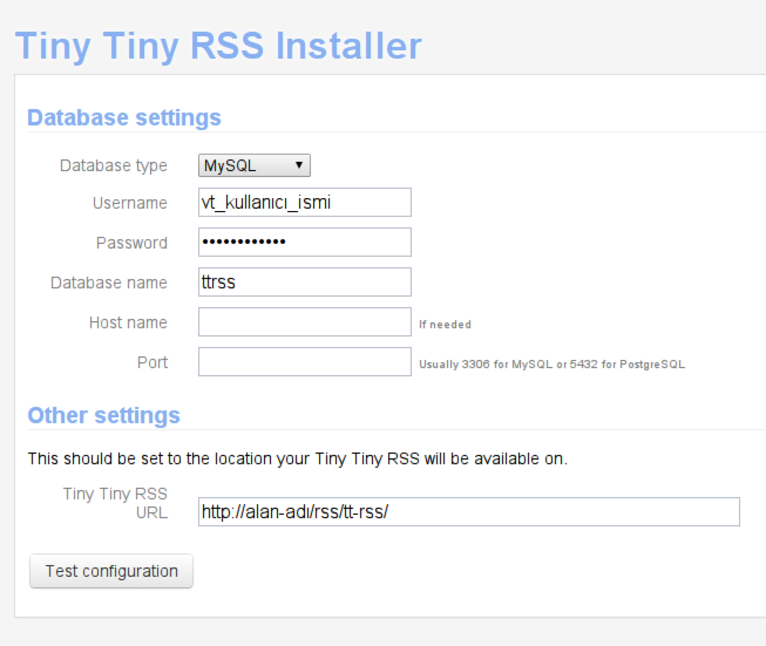 Tiny Tiny RSS Installer
Database settings
Database type MySQL
Username vt_kullanıcı_ismi
Password ••••••••••••
Database name ttrss
Host name If needed
Port Usually 3306 for MySQL or 5432 for PostgreSQL
Other settings
This should be set to the location your Tiny Tiny RSS will be available on.
Tiny Tiny RSS
URL http://alan-adı/rss/tt-rss/
Test configuration